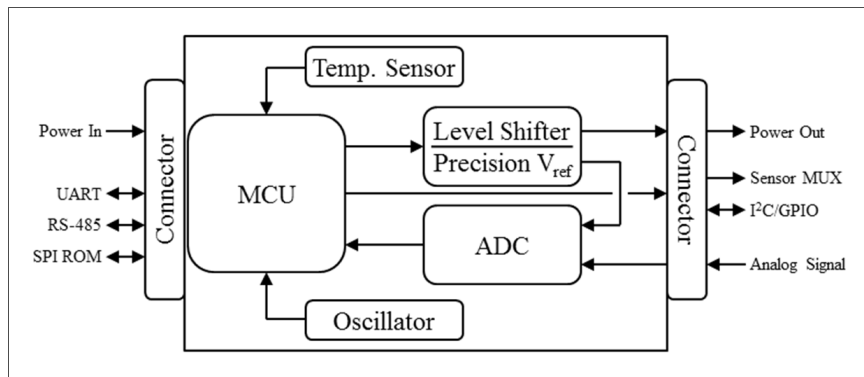 Temp. Sensor
Power In
UART
RS-485
SPI ROM
Connector
MCU
Level Shifter
Precision Vref
ADC
Oscillator
Connector
Power Out
Sensor MUX
I²C/GPIO
Analog Signal